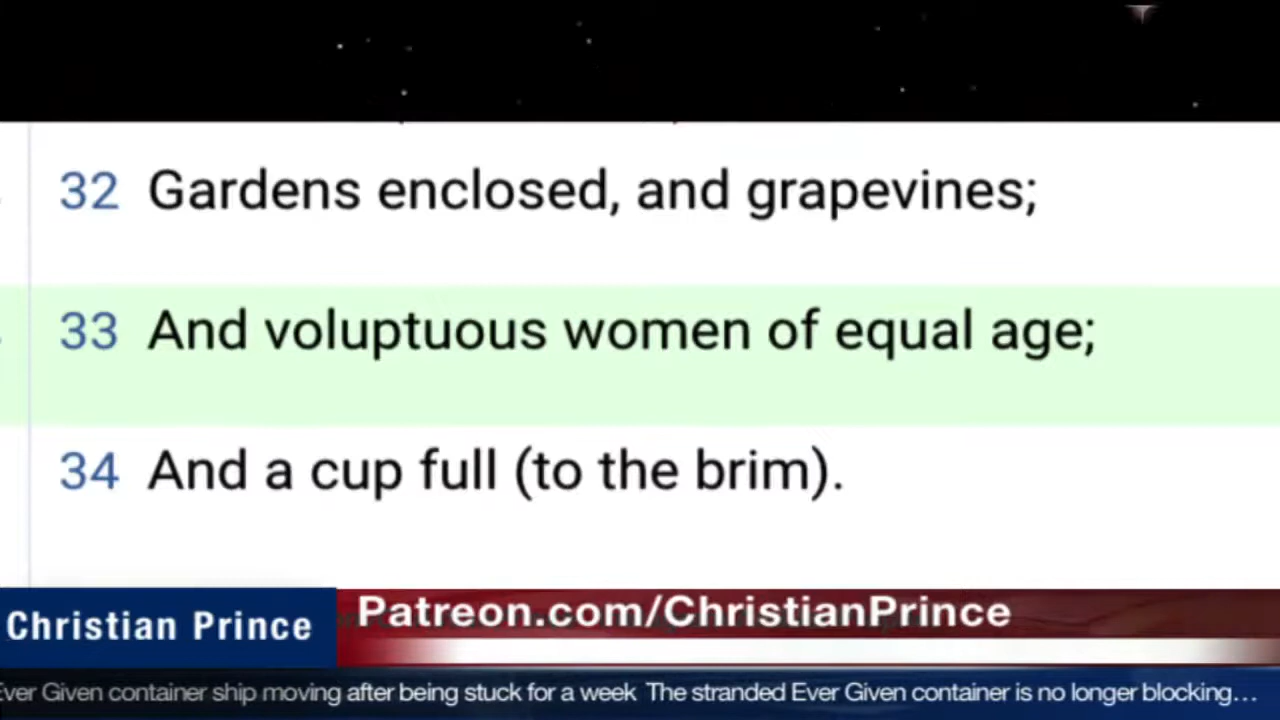 32 Gardens enclosed, and grapevines;
33 And voluptuous women of equal age;
34 And a cup full (to the brim).
Christian Prince
Patreon.com/ChristianPrince
Ever Given container ship moving after being stuck for a week The stranded Ever Given container is no longer blocking...